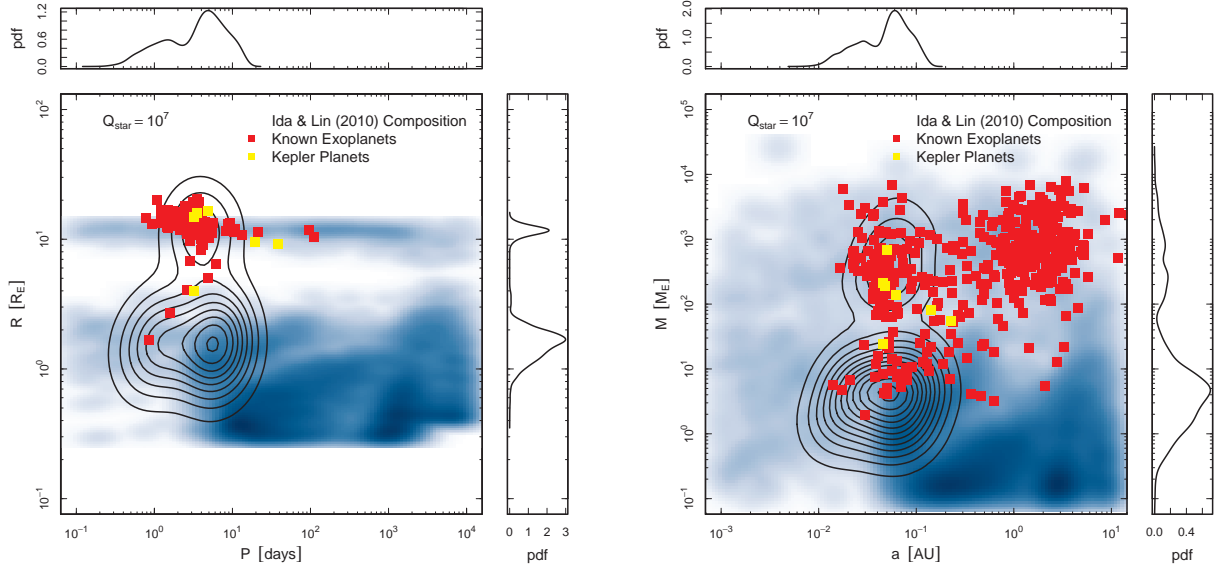 pdf
0.0 0.6 1.2
pdf
0.0 1.0 2.0
Q_star = 10^7
Ida & Lin (2010) Composition
Known Exoplanets
Kepler Planets
R [R_E]
10^2
10^1
10^0
10^-1
10^-1 10^0 10^1 10^2 10^3 10^4
P [days]
0 1 2 3
pdf
Q_star = 10^7
Ida & Lin (2010) Composition
Known Exoplanets
Kepler Planets
M [M_E]
10^5
10^4
10^3
10^2
10^1
10^0
10^-1
10^-3 10^-2 10^-1 10^0 10^1
a [AU]
0.0 0.4
pdf